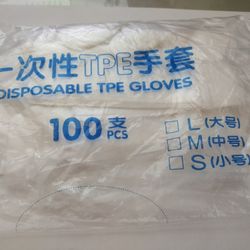 一次性TPE手套
DISPOSABLE TPE GLOVES
100支
PCS
□ L(大号)
□ M(中号)
□ S(小号)